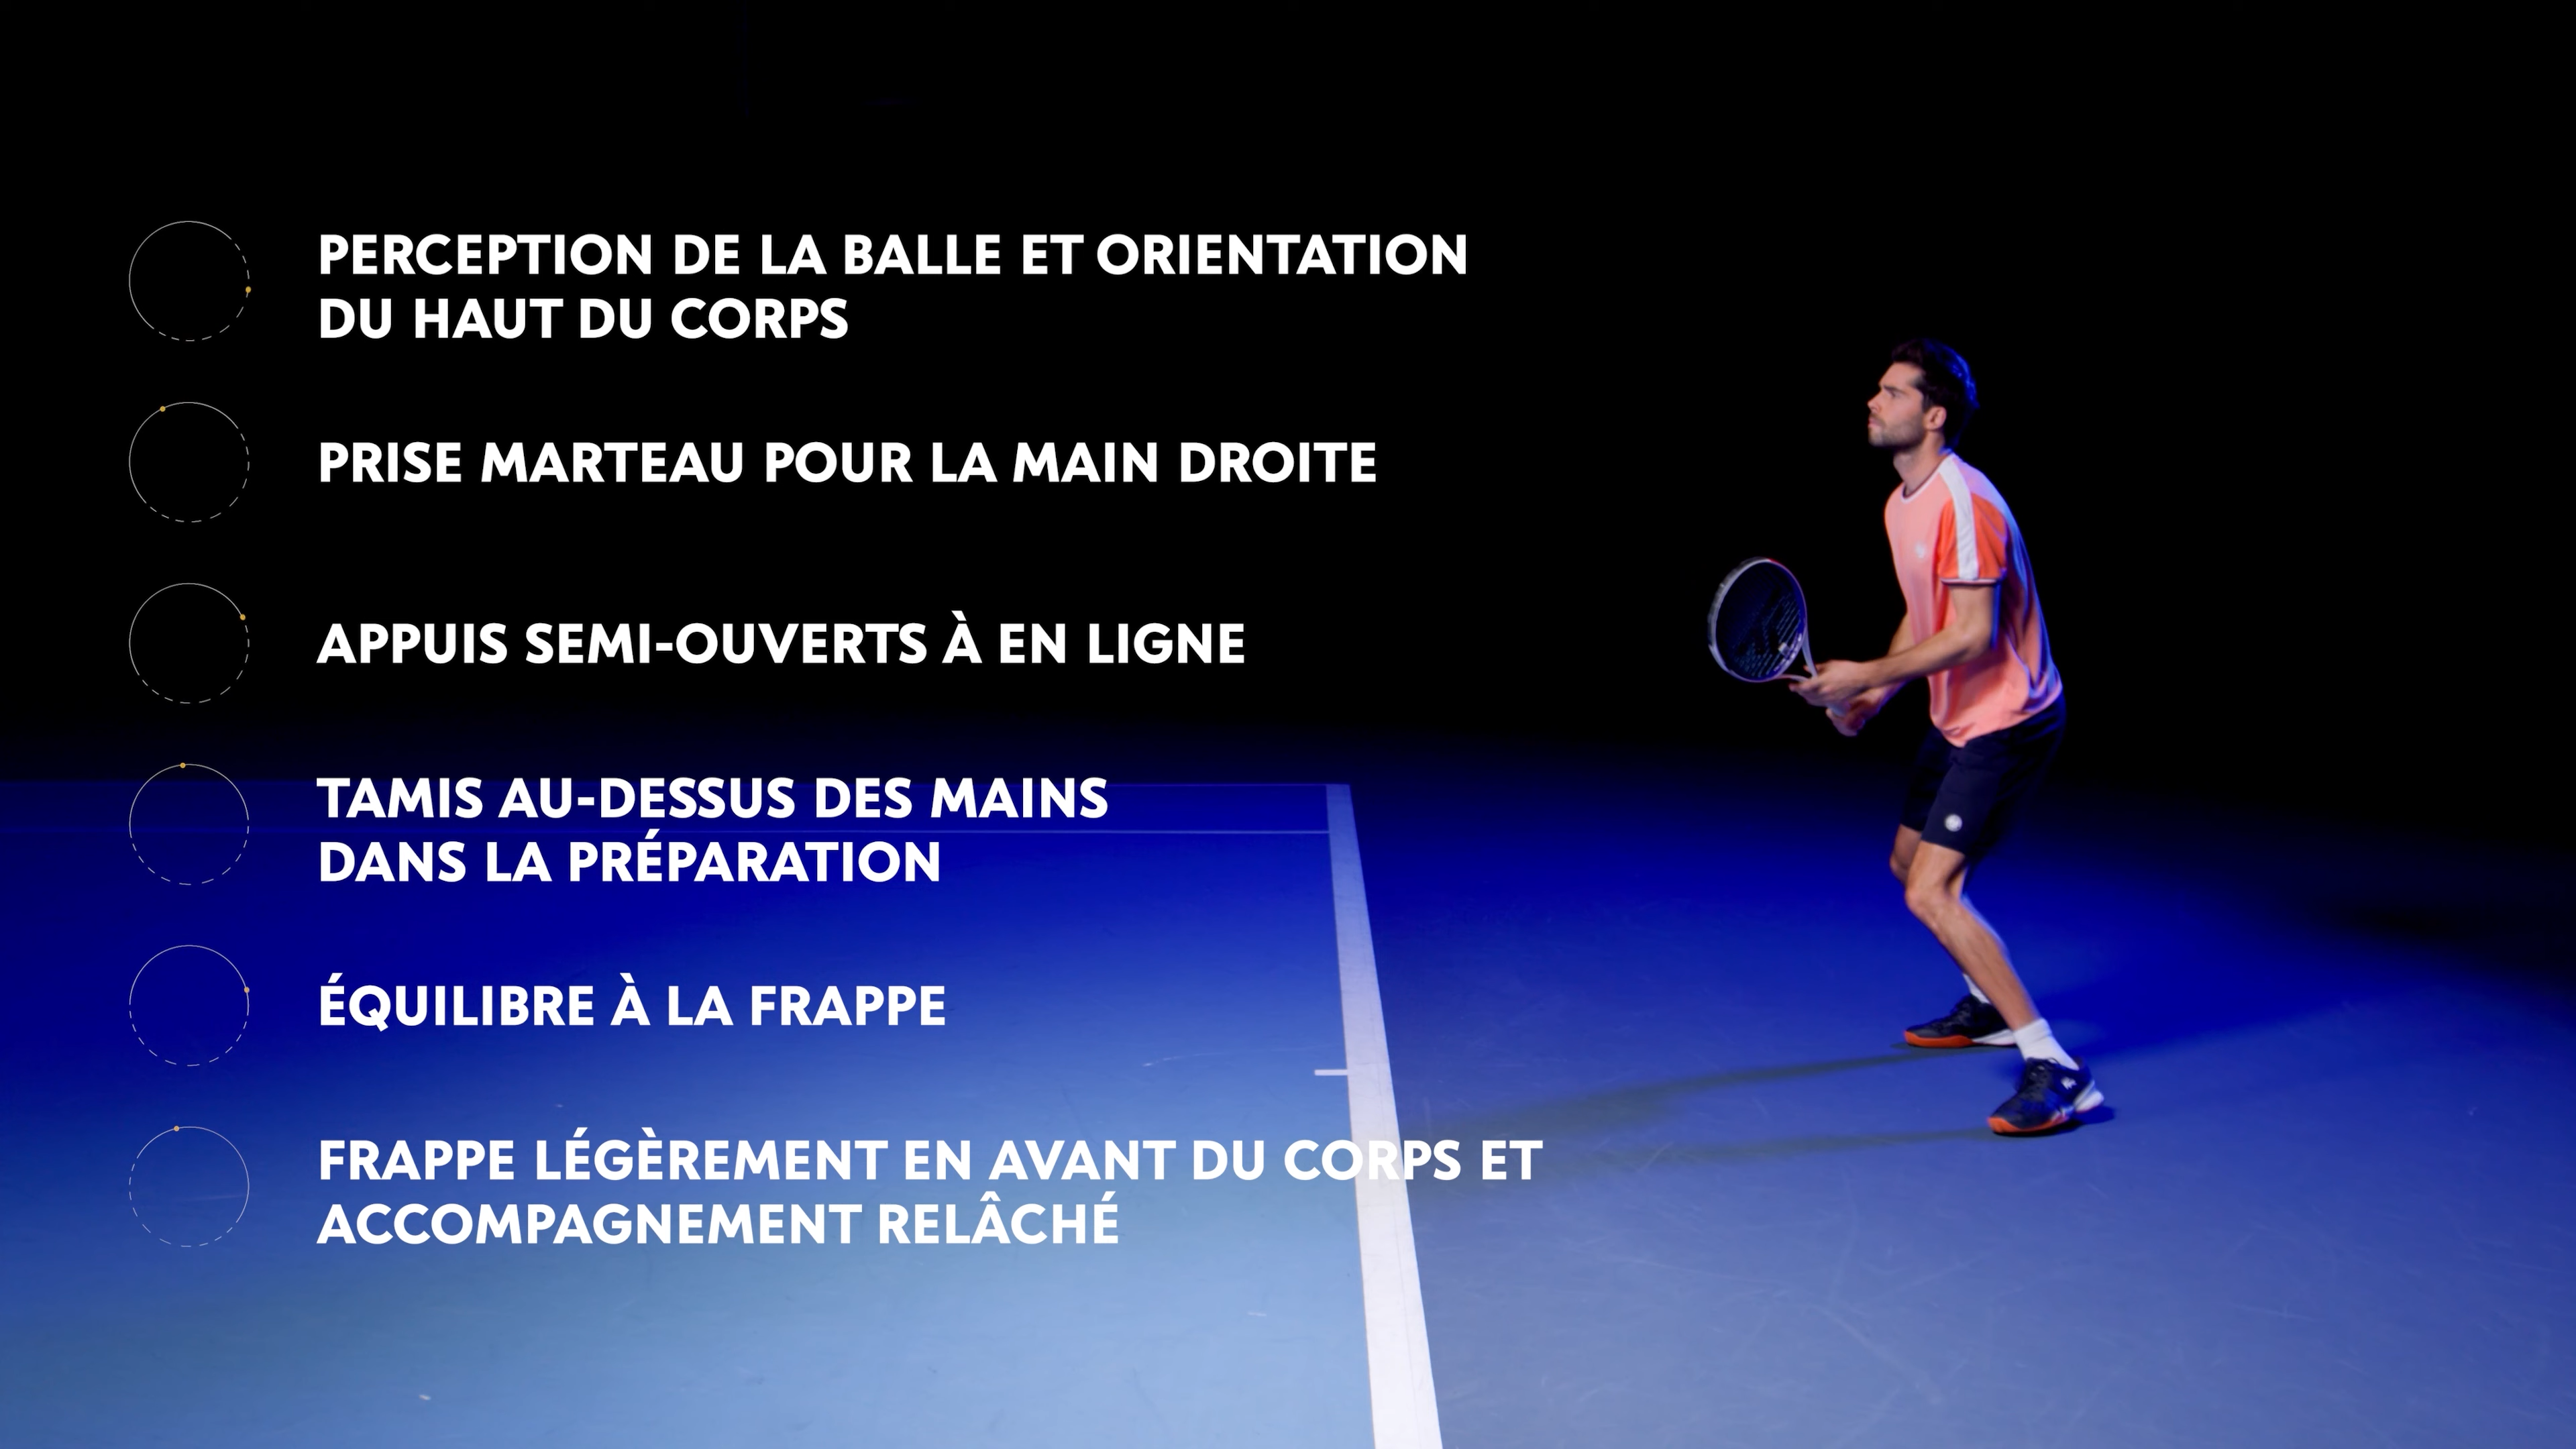 PERCEPTION DE LA BALLE ET ORIENTATION
DU HAUT DU CORPS
PRISE MARTEAU POUR LA MAIN DROITE
APPUIS SEMI-OUVERTS À EN LIGNE
TAMIS AU-DESSUS DES MAINS
DANS LA PRÉPARATION
ÉQUILIBRE À LA FRAPPE
FRAPPE LÉGÈREMENT EN AVANT DU CORPS ET
ACCOMPAGNEMENT RELÂCHÉ